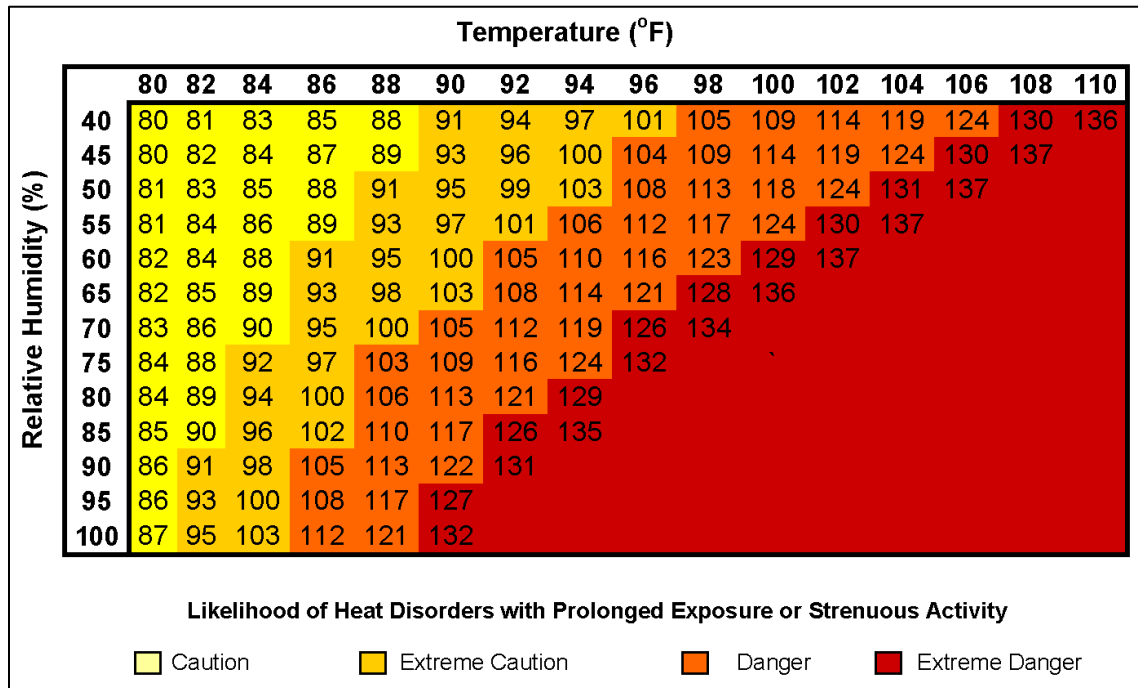 Temperature (°F)
80 82 84 86 88 90 92 94 96 98 100 102 104 106 108 110
Relative Humidity (%)
40 80 81 83 85 88 91 94 97 101 105 109 114 119 124 130 136
45 80 82 84 87 89 93 96 100 104 109 114 119 124 130 137
50 81 83 85 88 91 95 99 103 108 113 118 124 131 137
55 81 84 86 89 93 97 101 106 112 117 124 130 137
60 82 84 88 91 95 100 105 110 116 123 129 137
65 82 85 89 93 98 103 108 114 121 128 136
70 83 86 90 95 100 105 112 119 126 134
75 84 88 92 97 103 109 116 124 132 `
80 84 89 94 100 106 113 121 129
85 85 90 96 102 110 117 126 135
90 86 91 98 105 113 122 131
95 86 93 100 108 117 127
100 87 95 103 112 121 132
Likelihood of Heat Disorders with Prolonged Exposure or Strenuous Activity
Caution Extreme Caution Danger Extreme Danger